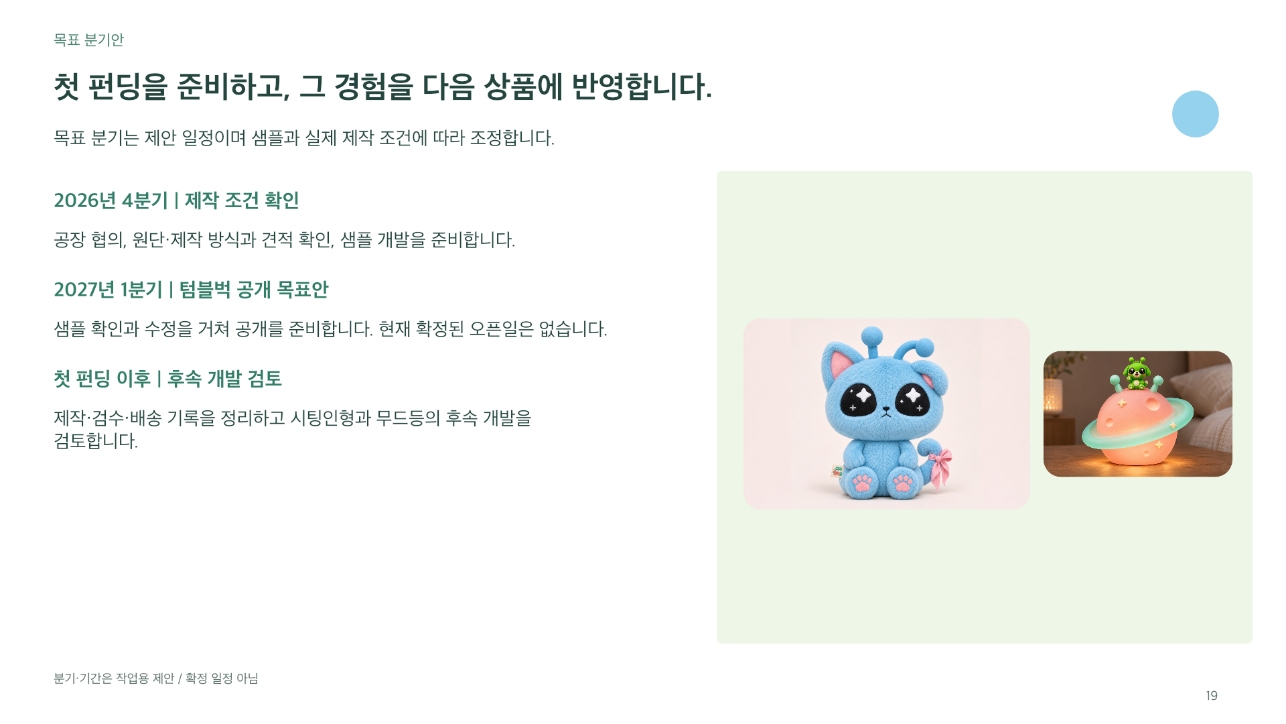 목표 분기안
첫 펀딩을 준비하고, 그 경험을 다음 상품에 반영합니다.
목표 분기는 제안 일정이며 샘플과 실제 제작 조건에 따라 조정합니다.
2026년 4분기 | 제작 조건 확인
공장 협의, 원단·제작 방식과 견적 확인, 샘플 개발을 준비합니다.
2027년 1분기 | 텀블벅 공개 목표안
샘플 확인과 수정을 거쳐 공개를 준비합니다. 현재 확정된 오픈일은 없습니다.
첫 펀딩 이후 | 후속 개발 검토
제작·검수·배송 기록을 정리하고 시팅인형과 무드등의 후속 개발을
검토합니다.
분기·기간은 작업용 제안 / 확정 일정 아님
19